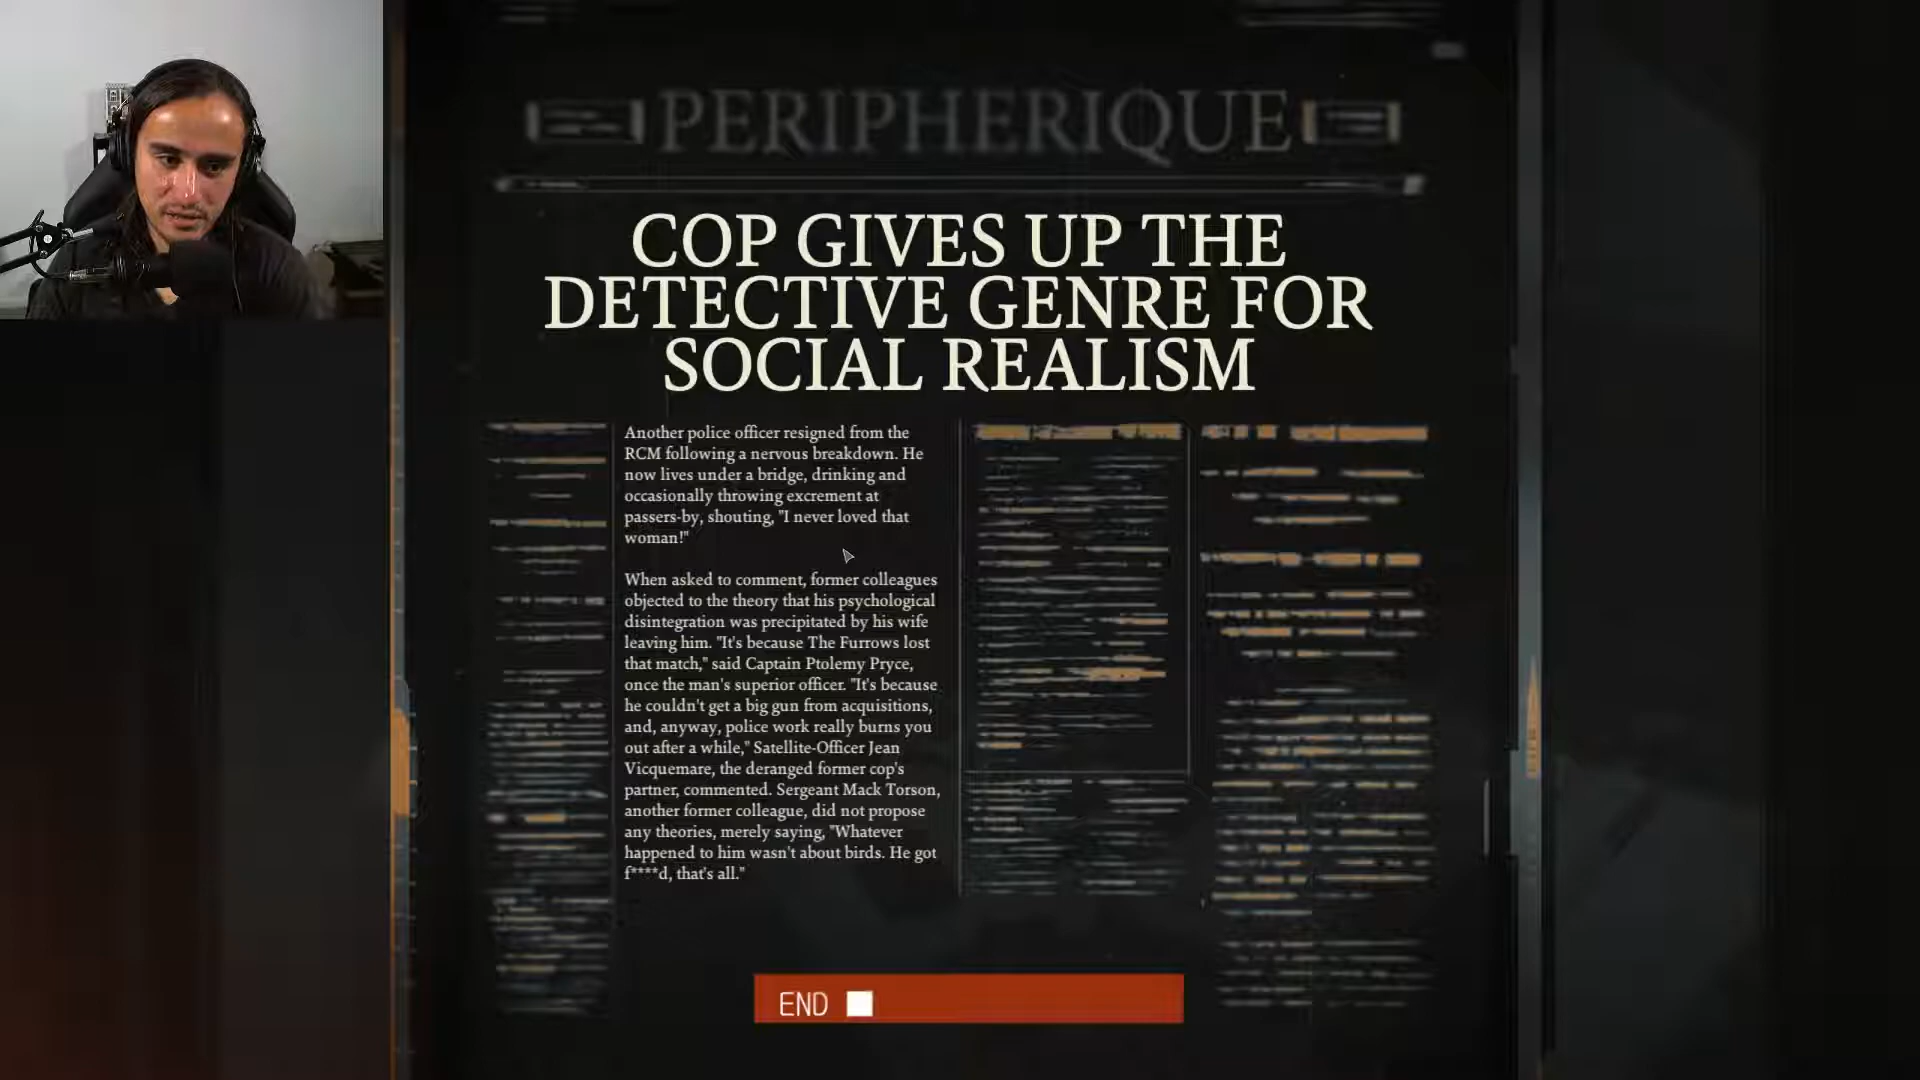 PERIPHERIQUE
COP GIVES UP THE
DETECTIVE GENRE FOR
SOCIAL REALISM
Another police officer resigned from the
RCM following a nervous breakdown. He
now lives under a bridge, drinking and
occasionally throwing excrement at
passers-by, shouting, "I never loved that
woman!"
When asked to comment, former colleagues
objected to the theory that his psychological
disintegration was precipitated by his wife
leaving him. "It's because The Furrows lost
that match," said Captain Ptolemy Pryce,
once the man's superior officer. "It's because
he couldn't get a big gun from acquisitions,
and, anyway, police work really burns you
out after a while," Satellite-Officer Jean
Vicquemare, the deranged former cop's
partner, commented. Sergeant Mack Torson,
another former colleague, did not propose
any theories, merely saying, "Whatever
happened to him wasn't about birds. He got
f****d, that's all."
END